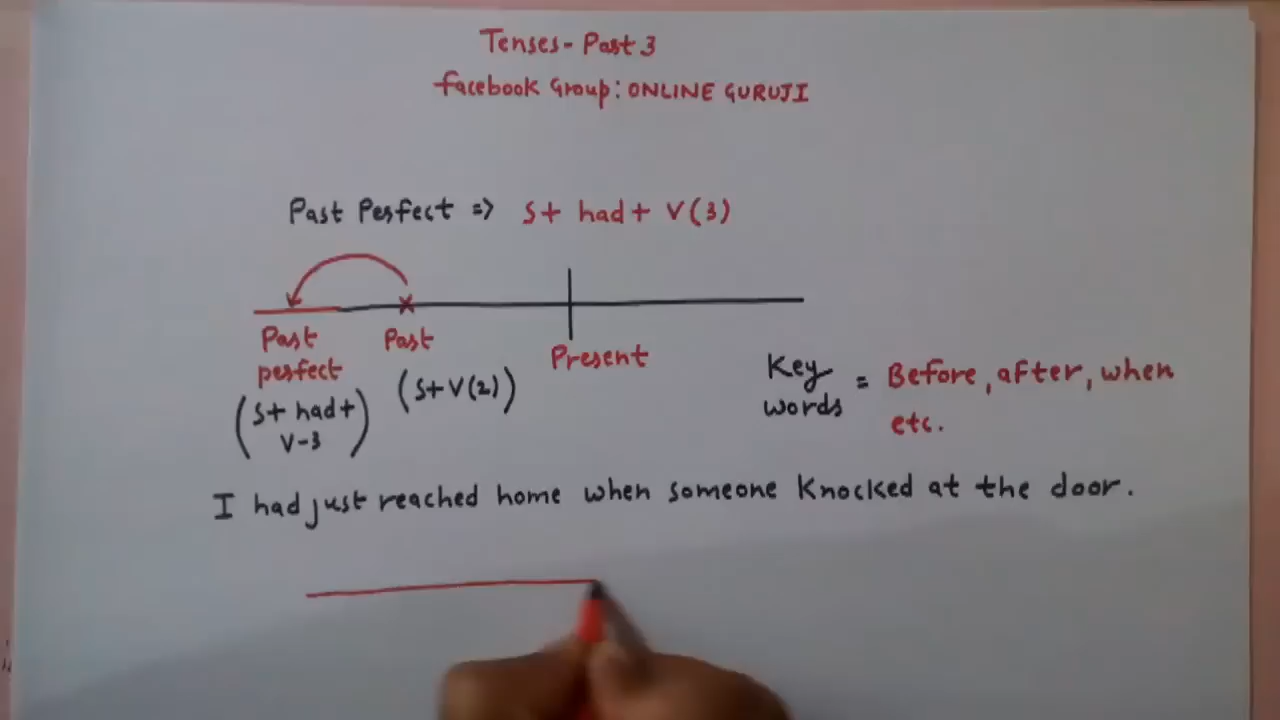 Tenses - Past 3
Facebook Group: ONLINE GURUJI
Past Perfect => S+ had+ V(3)
Past perfect
Past
Present
(S+ had+ V-3)
(S+V(2))
Key words = Before, after, when etc.
I had just reached home when someone knocked at the door.